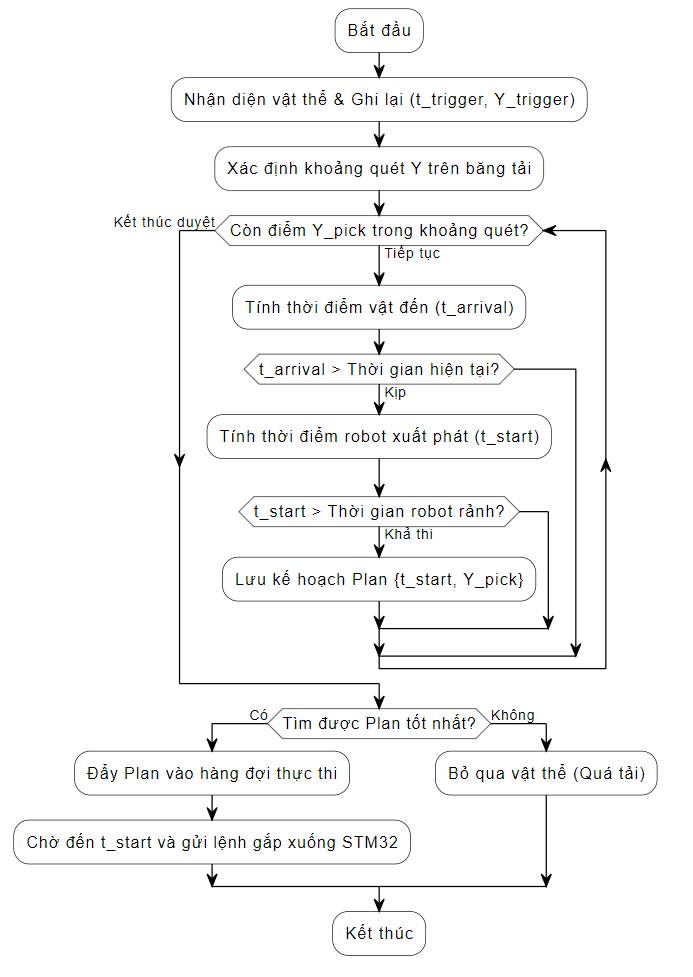 Bắt đầu
Nhận diện vật thể & Ghi lại (t_trigger, Y_trigger)
Xác định khoảng quét Y trên băng tải
Kết thúc duyệt
Còn điểm Y_pick trong khoảng quét?
Tiếp tục
Tính thời điểm vật đến (t_arrival)
t_arrival > Thời gian hiện tại?
Kịp
Tính thời điểm robot xuất phát (t_start)
t_start > Thời gian robot rảnh?
Khả thi
Lưu kế hoạch Plan {t_start, Y_pick}
Có
Tìm được Plan tốt nhất?
Không
Đẩy Plan vào hàng đợi thực thi
Bỏ qua vật thể (Quá tải)
Chờ đến t_start và gửi lệnh gắp xuống STM32
Kết thúc